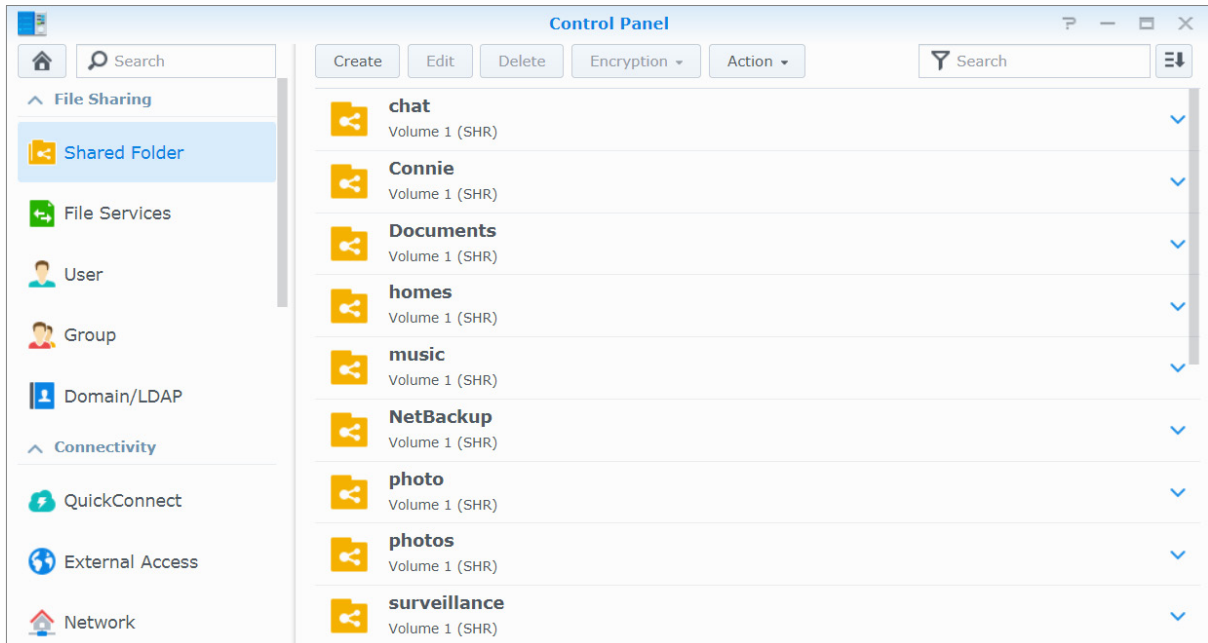 Control Panel
Search
File Sharing
Shared Folder
File Services
User
Group
Domain/LDAP
Connectivity
QuickConnect
External Access
Network
Create Edit Delete Encryption Action Search
chat
Volume 1 (SHR)
Connie
Volume 1 (SHR)
Documents
Volume 1 (SHR)
homes
Volume 1 (SHR)
music
Volume 1 (SHR)
NetBackup
Volume 1 (SHR)
photo
Volume 1 (SHR)
photos
Volume 1 (SHR)
surveillance
Volume 1 (SHR)